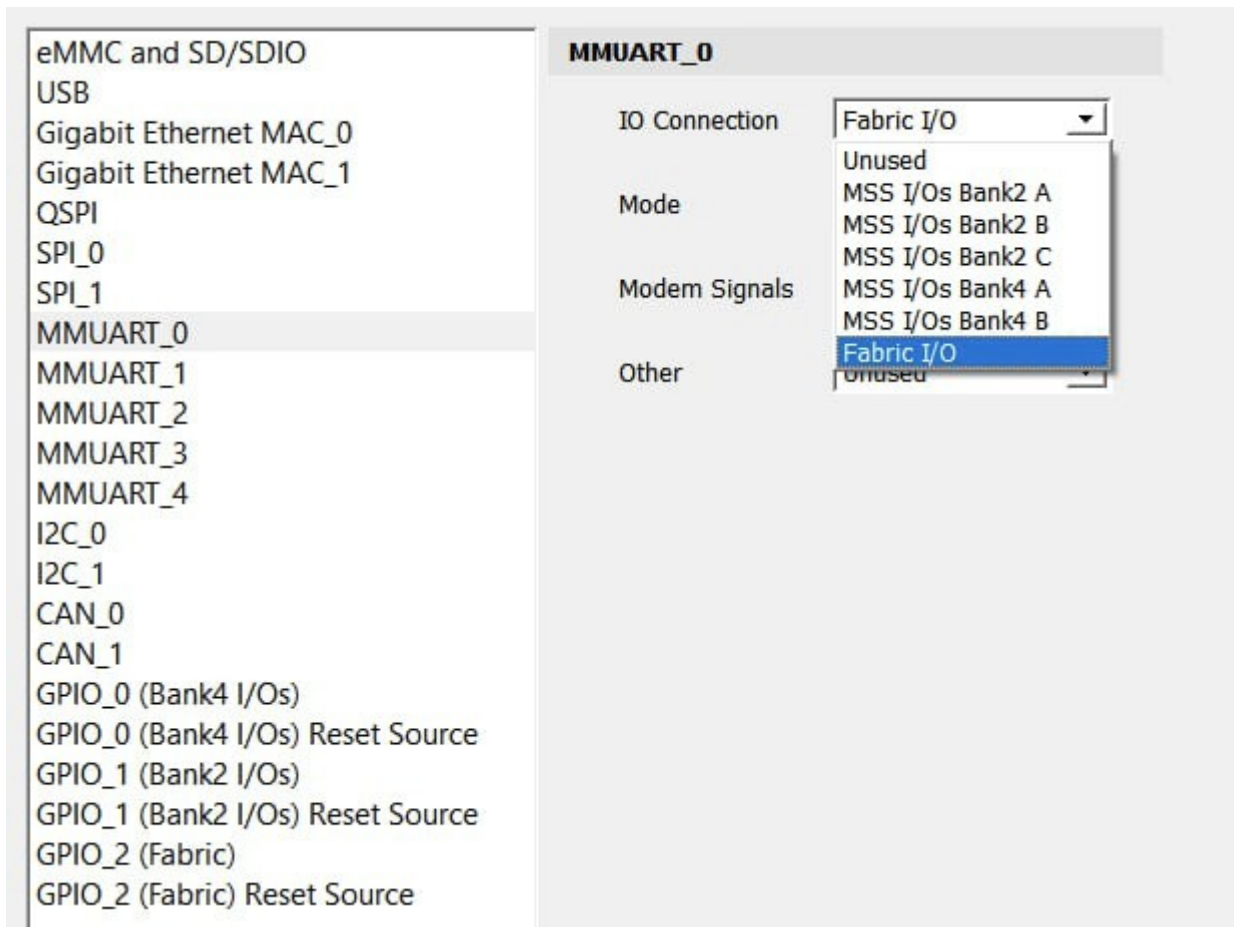 eMMC and SD/SDIO
USB
Gigabit Ethernet MAC_0
Gigabit Ethernet MAC_1
QSPI
SPI_0
SPI_1
MMUART_0
MMUART_1
MMUART_2
MMUART_3
MMUART_4
I2C_0
I2C_1
CAN_0
CAN_1
GPIO_0 (Bank4 I/Os)
GPIO_0 (Bank4 I/Os) Reset Source
GPIO_1 (Bank2 I/Os)
GPIO_1 (Bank2 I/Os) Reset Source
GPIO_2 (Fabric)
GPIO_2 (Fabric) Reset Source
MMUART_0
IO Connection
Fabric I/O
Unused
MSS I/Os Bank2 A
MSS I/Os Bank2 B
MSS I/Os Bank2 C
MSS I/Os Bank4 A
MSS I/Os Bank4 B
Fabric I/O
Mode
Modem Signals
Other
Unused